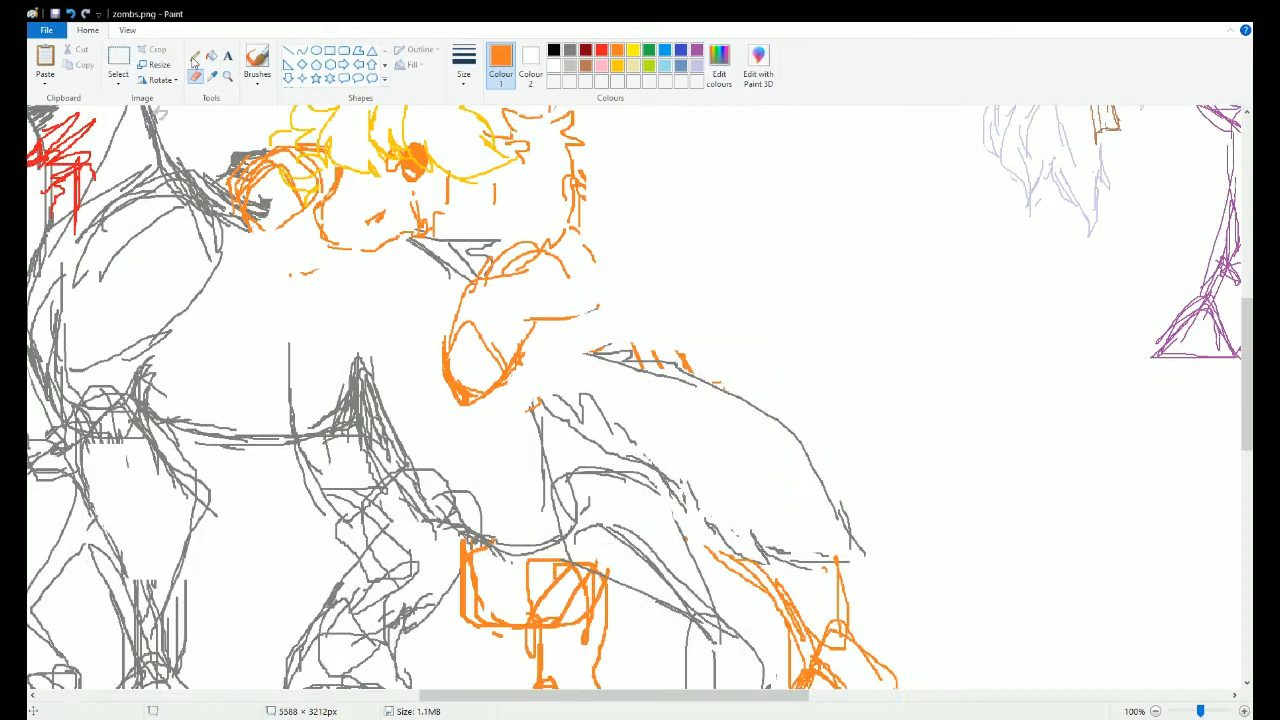 zombs.png - Paint
File Home View
Paste
Cut
Copy
Clipboard
Select
Crop
Resize
Rotate
Image
Tools
Brushes
Outline
Fill
Shapes
Size
Colour 1
Colour 2
Edit colours
Edit with Paint 3D
Colours
5588 × 3212px
Size: 1.1MB
100%